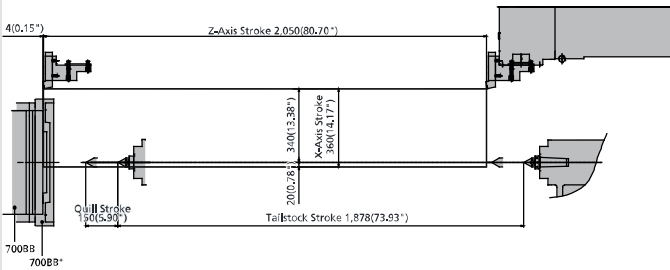 4(0.15")
Z-Axis Stroke 2,050(80.70")
340(13.38")
X-Axis Stroke
360(14.17")
20(0.78")
Quill Stroke
150(5.90")
Tailstock Stroke 1,878(73.93")
700BB
700BB*